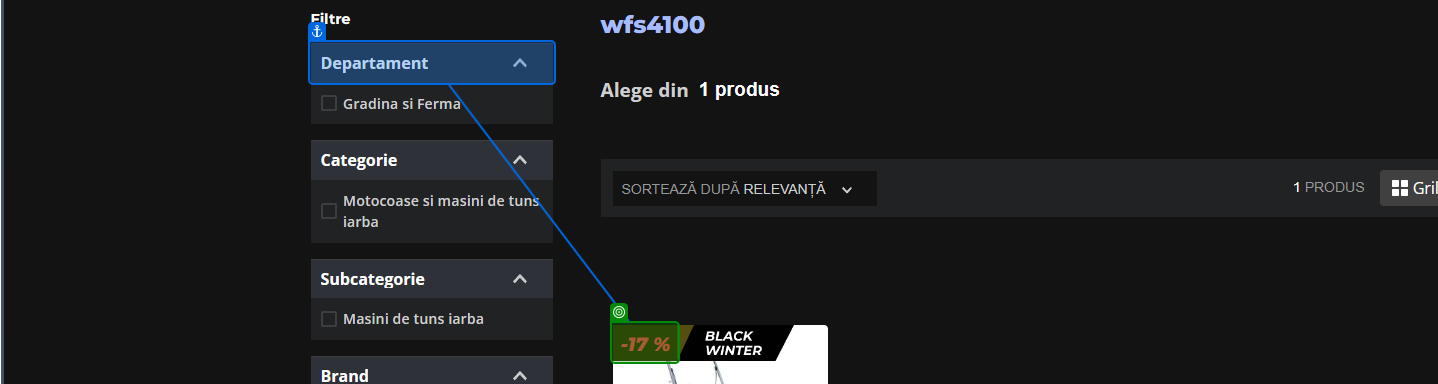 Filtre
Departament
Gradina si Ferma
Categorie
Motocoase si masini de tuns
iarba
Subcategorie
Masini de tuns iarba
Brand
wfs4100
Alege din 1 produs
SORTEAZĂ DUPĂ RELEVANȚĂ
1 PRODUS
Gril
-17 %
BLACK
WINTER